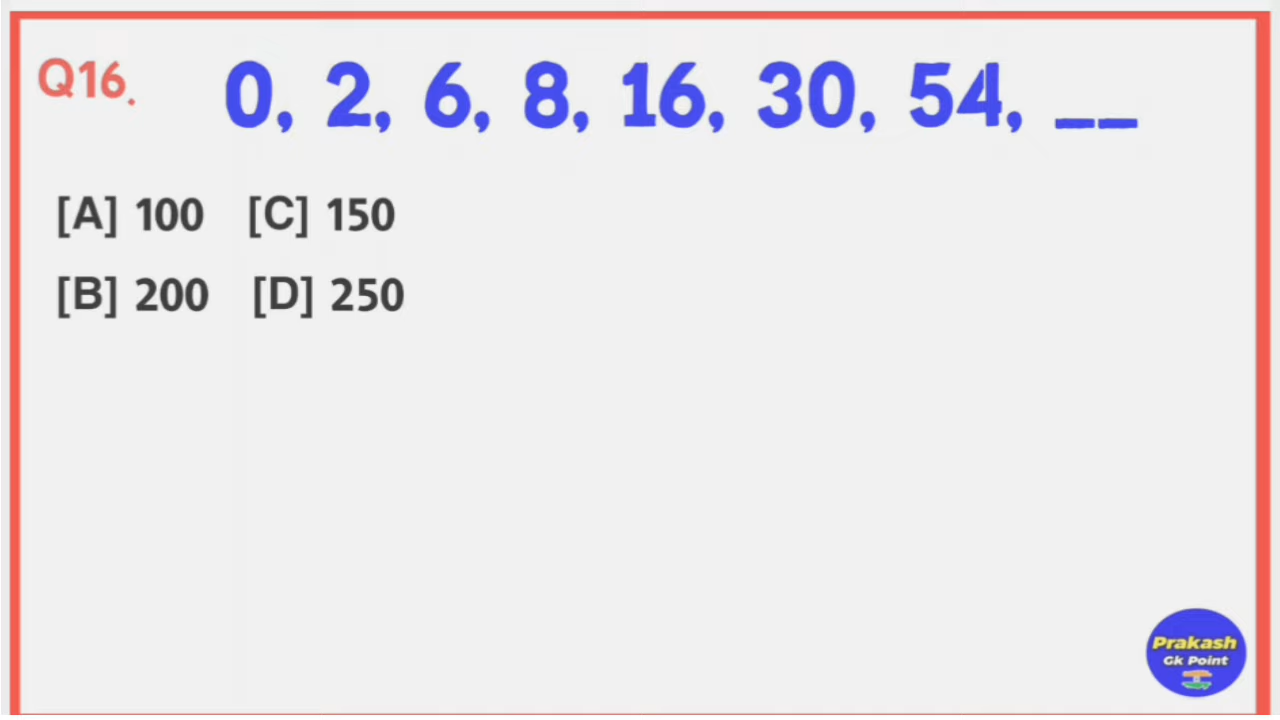 Q16. 0, 2, 6, 8, 16, 30, 54, __
[A] 100 [C] 150
[B] 200 [D] 250
Prakash
Gk Point